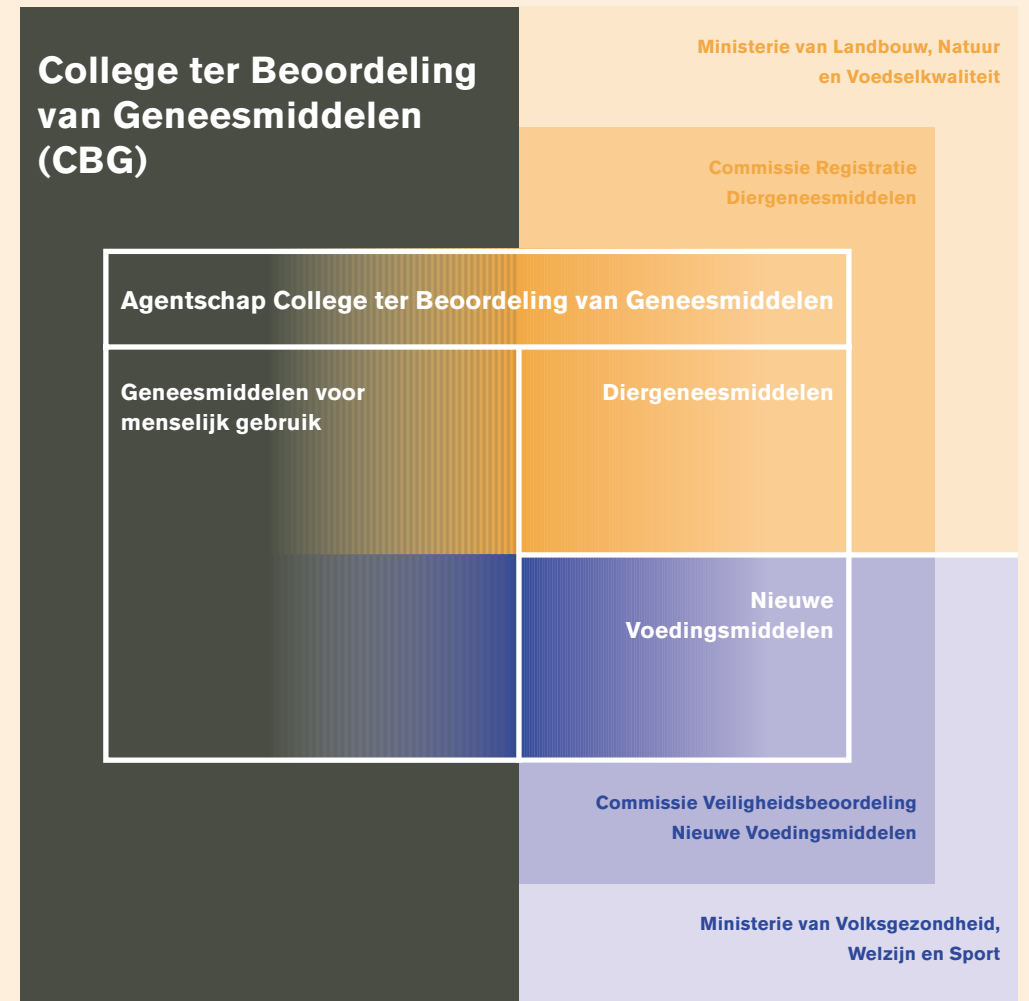 College ter Beoordeling
van Geneesmiddelen
(CBG)
Ministerie van Landbouw, Natuur
en Voedselkwaliteit
Commissie Registratie
Diergeneesmiddelen
Agentschap College ter Beoordeling van Geneesmiddelen
Geneesmiddelen voor
menselijk gebruik
Diergeneesmiddelen
Nieuwe
Voedingsmiddelen
Commissie Veiligheidsbeoordeling
Nieuwe Voedingsmiddelen
Ministerie van Volksgezondheid,
Welzijn en Sport